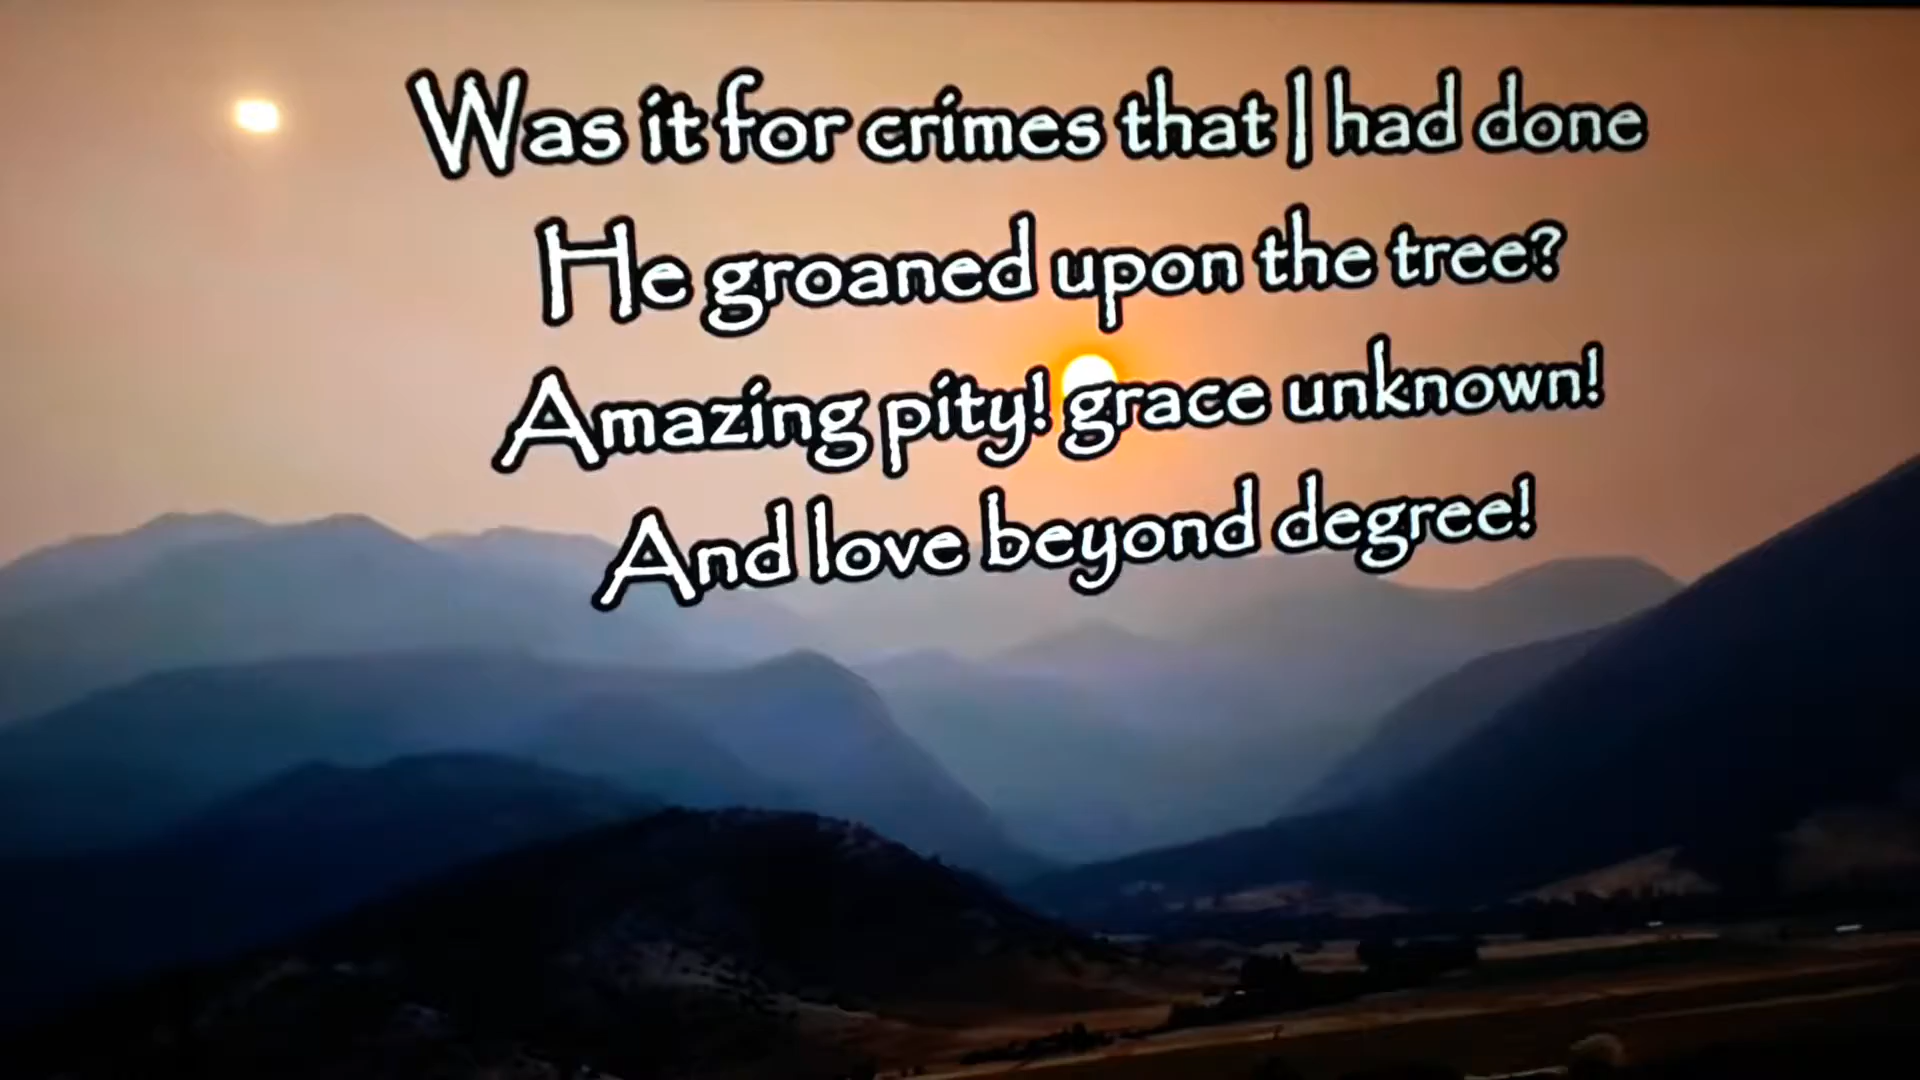 Was it for crimes that I had done
He groaned upon the tree?
Amazing pity! grace unknown!
And love beyond degree!